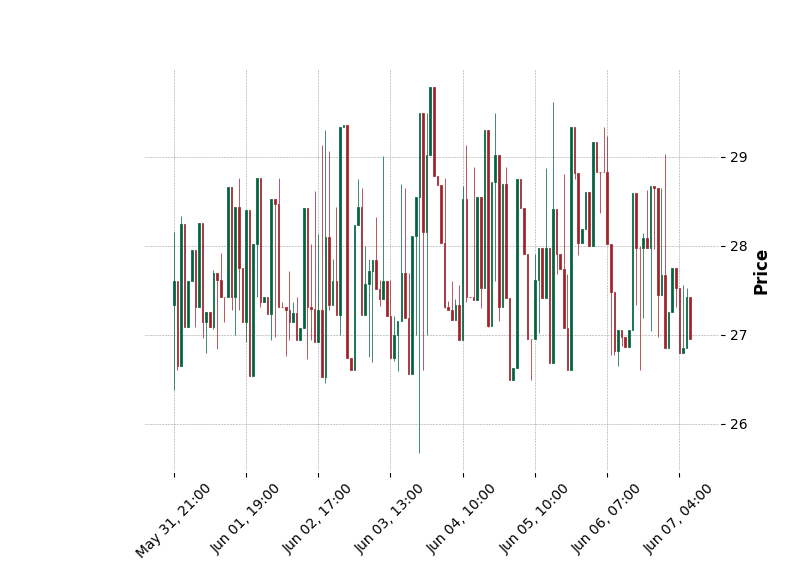 29
28
27
26
Price
May 31, 21:00
Jun 01, 19:00
Jun 02, 17:00
Jun 03, 13:00
Jun 04, 10:00
Jun 05, 10:00
Jun 06, 07:00
Jun 07, 04:00